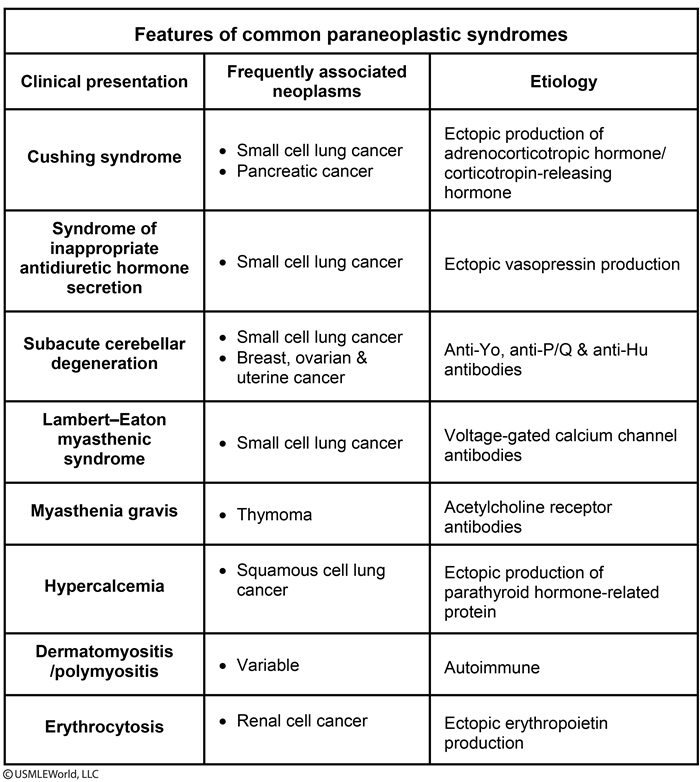 Features of common paraneoplastic syndromes
Clinical presentation
Frequently associated
neoplasms
Etiology
Cushing syndrome
• Small cell lung cancer
• Pancreatic cancer
Ectopic production of
adrenocorticotropic hormone/
corticotropin-releasing
hormone
Syndrome of
inappropriate
antidiuretic hormone
secretion
• Small cell lung cancer
Ectopic vasopressin production
Subacute cerebellar
degeneration
• Small cell lung cancer
• Breast, ovarian &
uterine cancer
Anti-Yo, anti-P/Q & anti-Hu
antibodies
Lambert–Eaton
myasthenic
syndrome
• Small cell lung cancer
Voltage-gated calcium channel
antibodies
Myasthenia gravis
• Thymoma
Acetylcholine receptor
antibodies
Hypercalcemia
• Squamous cell lung
cancer
Ectopic production of
parathyroid hormone-related
protein
Dermatomyositis
/polymyositis
• Variable
Autoimmune
Erythrocytosis
• Renal cell cancer
Ectopic erythropoietin
production
© USMLEWorld, LLC